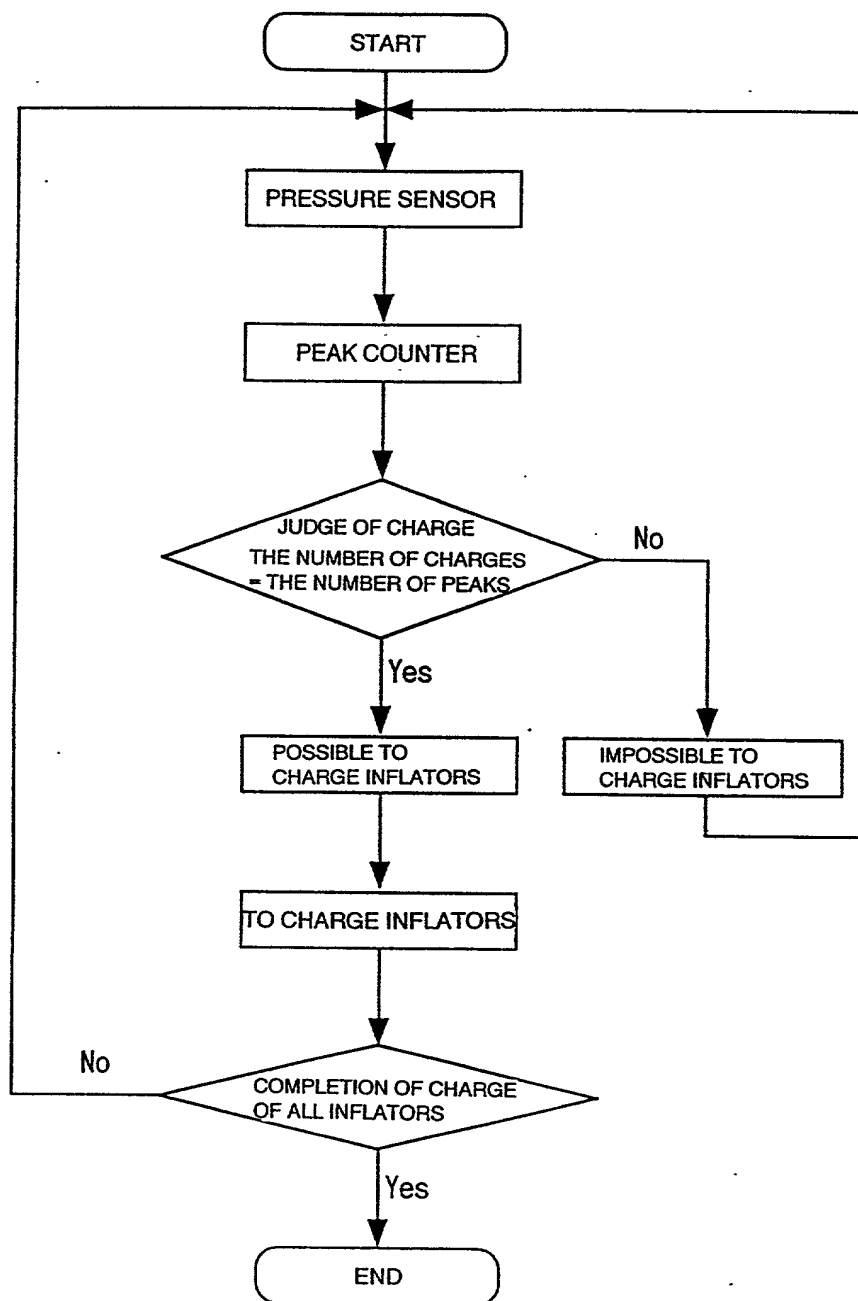 START
PRESSURE SENSOR
PEAK COUNTER
JUDGE OF CHARGE
THE NUMBER OF CHARGES
= THE NUMBER OF PEAKS
No
Yes
POSSIBLE TO
CHARGE INFLATORS
IMPOSSIBLE TO
CHARGE INFLATORS
TO CHARGE INFLATORS
No
COMPLETION OF CHARGE
OF ALL INFLATORS
Yes
END